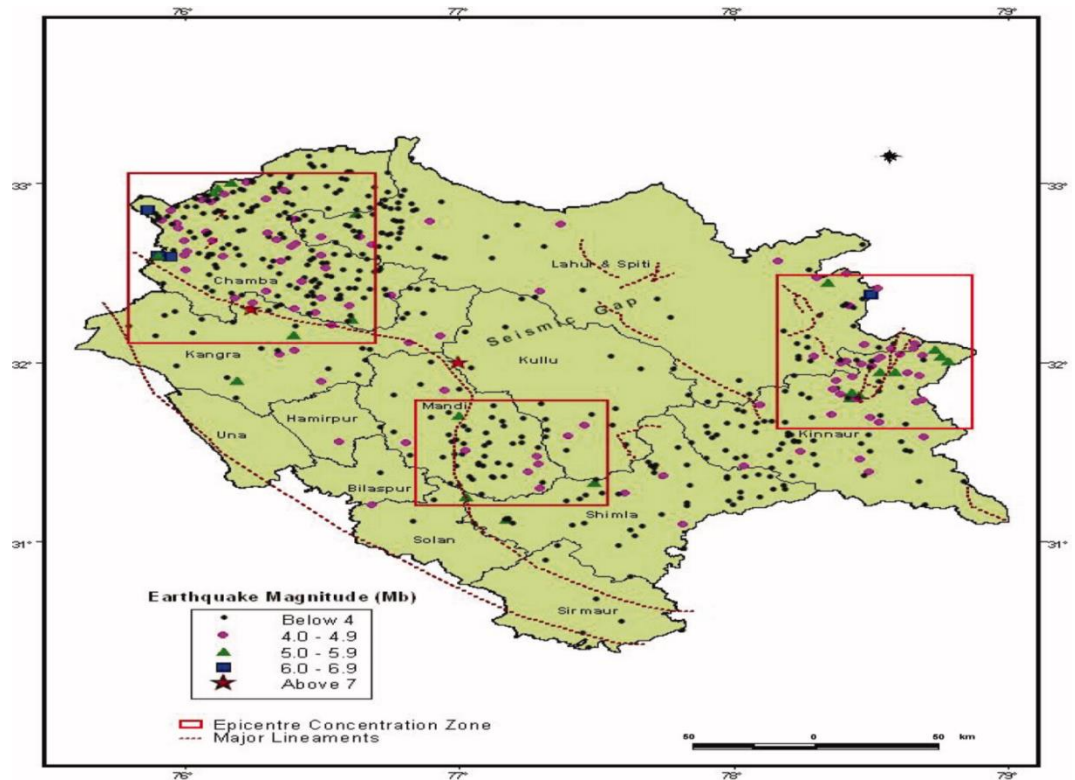 76° 77° 78° 79°
33° 33°
Lahul & Spiti
Chamba
Seismic Gap
32° 32°
Kangra
Kullu
Hamirpur
Mandi
Una
Kinnaur
Bilaspur
Shimla
Solan
31° 31°
Sirmaur
Earthquake Magnitude (Mb)
Below 4
4.0 - 4.9
5.0 - 5.9
6.0 - 6.9
Above 7
Epicentre Concentration Zone
Major Lineaments
50 0 50 km
76° 77° 78° 79°